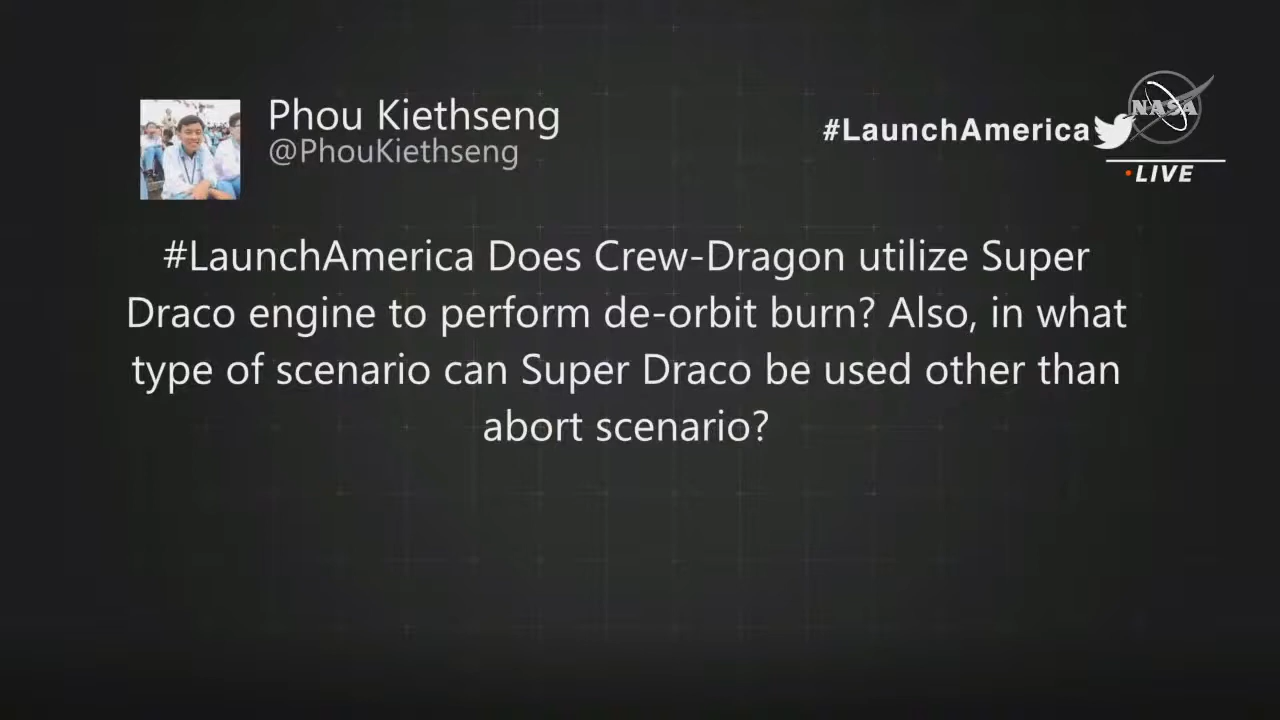 Phou Kiethseng
@PhouKiethseng
#LaunchAmerica
NASA
LIVE
#LaunchAmerica Does Crew-Dragon utilize Super
Draco engine to perform de-orbit burn? Also, in what
type of scenario can Super Draco be used other than
abort scenario?